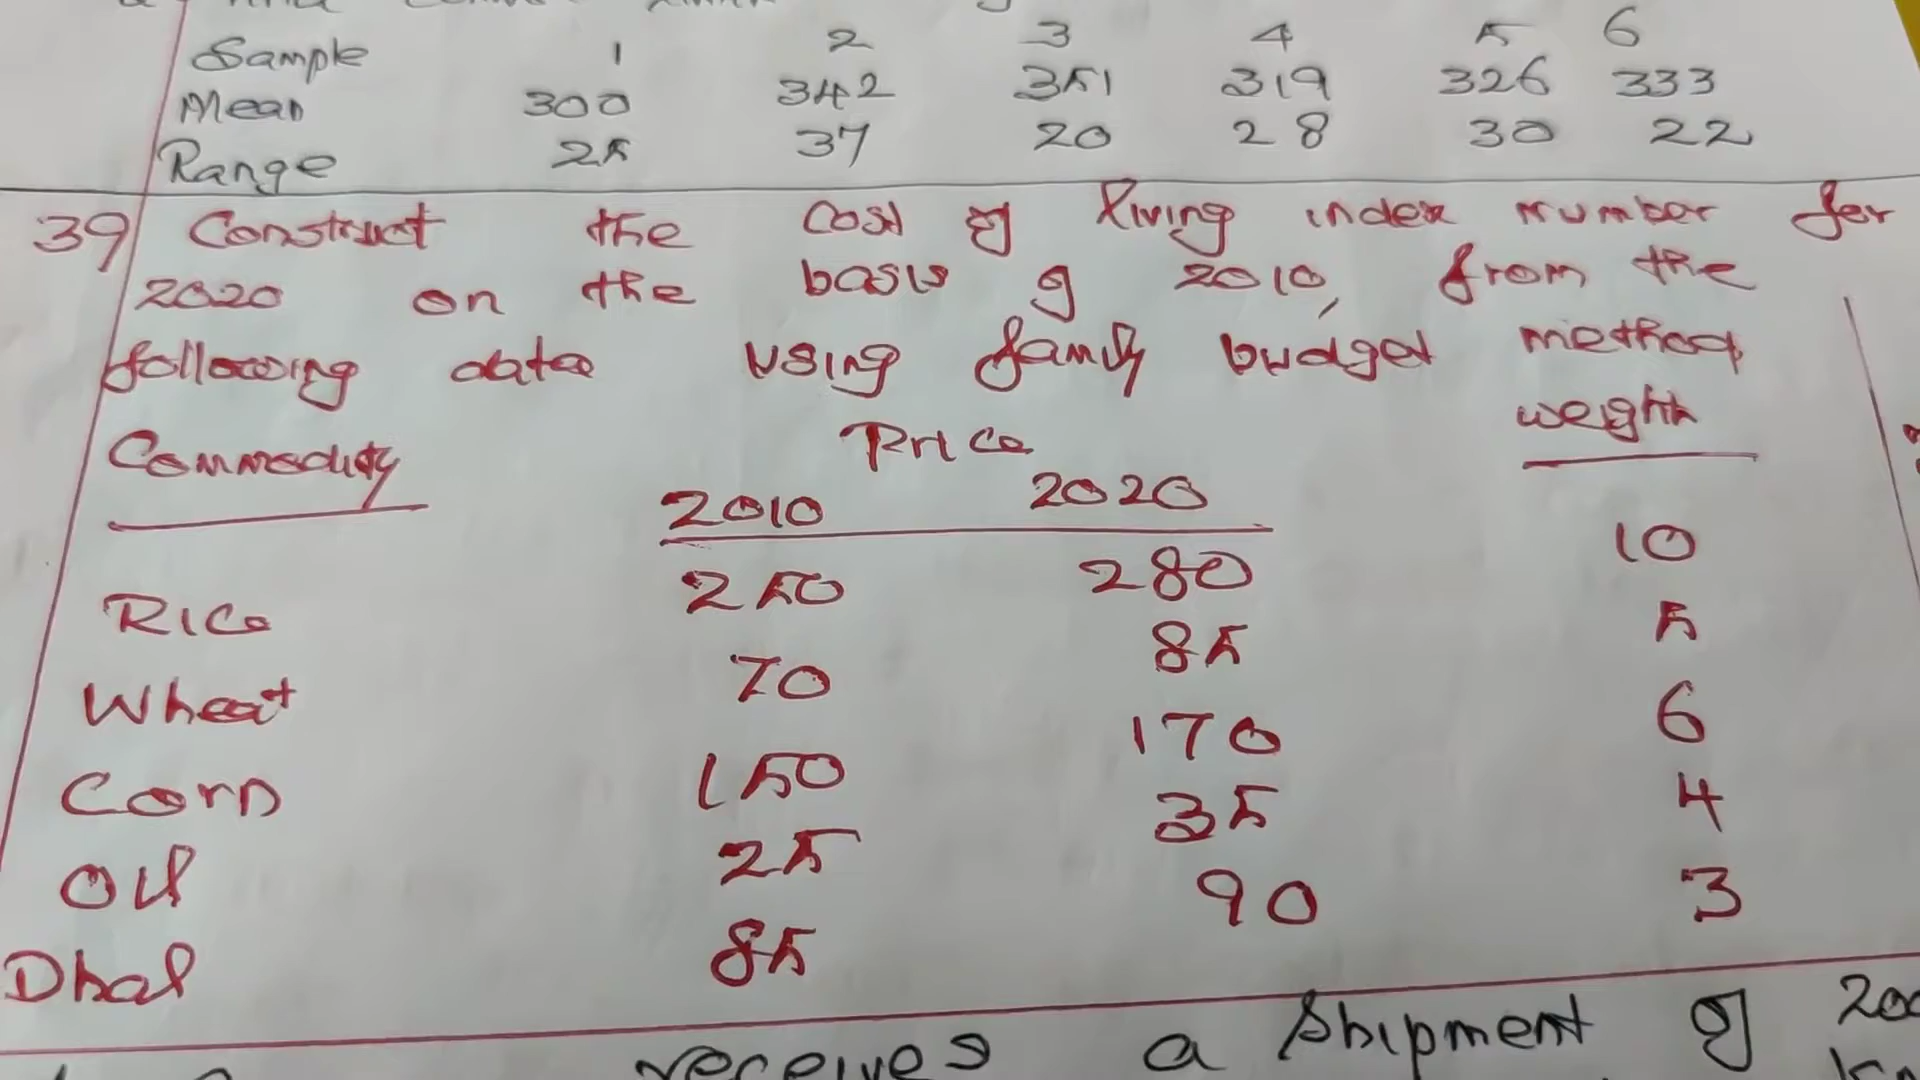 Sample 1 2 3 4 5 6
Mean 300 342 351 319 326 333
Range 25 37 20 28 30 22
39 Construct the cost of living index number for
2020 on the basis of 2010, from the
following data using family budget method
Commodity Price weight
2010 2020
Rice 250 280 10
Wheat 70 85 5
Corn 150 170 6
Oil 25 35 4
Dhal 85 90 3
receives a shipment of 200